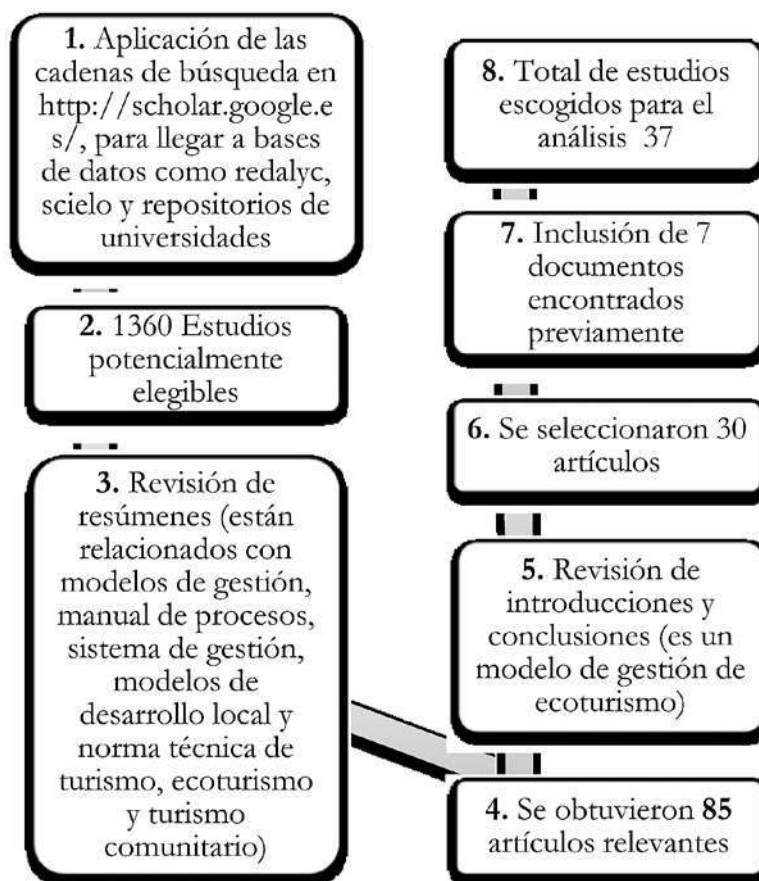 1. Aplicación de las
cadenas de búsqueda en
http://scholar.google.e
s/, para llegar a bases
de datos como redalyc,
scielo y repositorios de
universidades
2. 1360 Estudios
potencialmente
elegibles
3. Revisión de
resúmenes (están
relacionados con
modelos de gestión,
manual de procesos,
sistema de gestión,
modelos de
desarrollo local y
norma técnica de
turismo, ecoturismo
y turismo
comunitario)
4. Se obtuvieron 85
artículos relevantes
5. Revisión de
introducciones y
conclusiones (es un
modelo de gestión de
ecoturismo)
6. Se seleccionaron 30
artículos
7. Inclusión de 7
documentos
encontrados
previamente
8. Total de estudios
escogidos para el
análisis 37